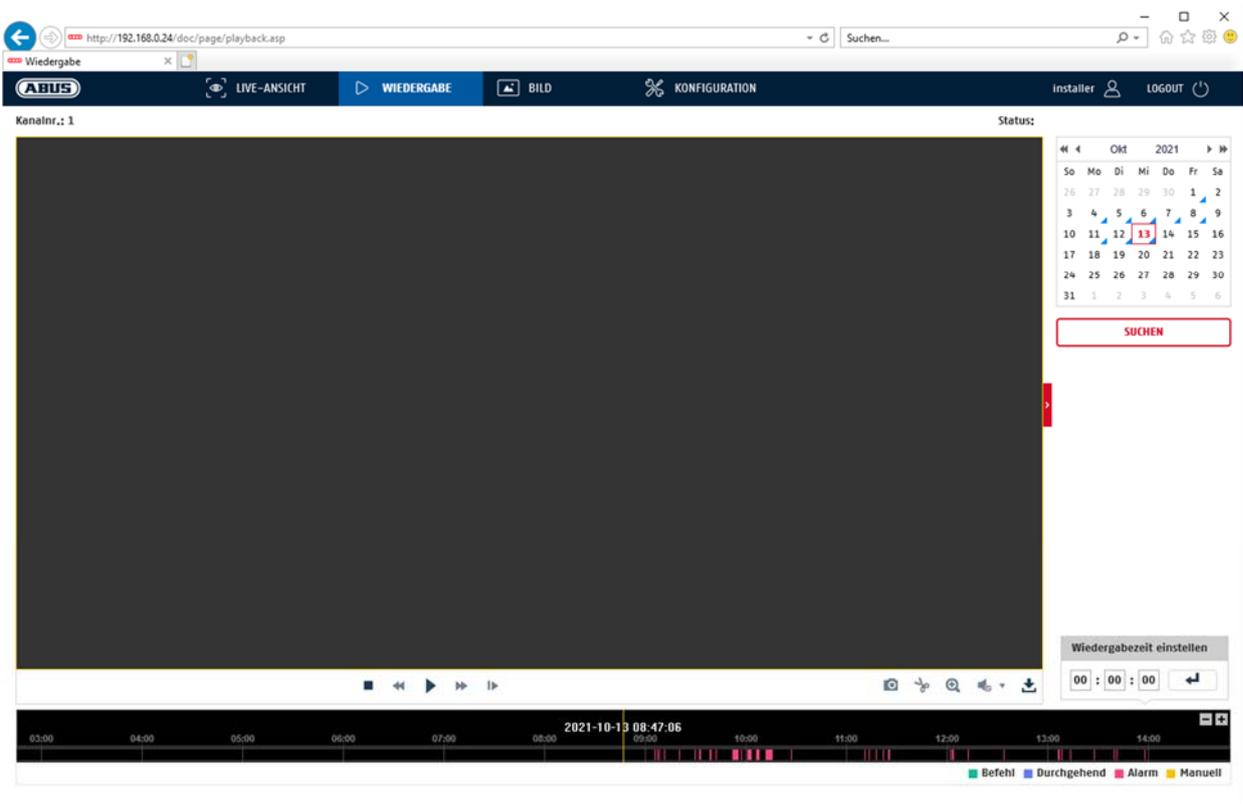 http://192.168.0.24/doc/page/playback.asp
Suchen...
Wiedergabe
ABUS
LIVE-ANSICHT
WIEDERGABE
BILD
KONFIGURATION
installer
LOGOUT
Kanalnr.: 1
Status:
Okt 2021
So Mo Di Mi Do Fr Sa
26 27 28 29 30 1 2
3 4 5 6 7 8 9
10 11 12 13 14 15 16
17 18 19 20 21 22 23
24 25 26 27 28 29 30
31 1 2 3 4 5 6
SUCHEN
Wiedergabezeit einstellen
00 : 00 : 00
2021-10-13 08:47:06
03:00 04:00 05:00 06:00 07:00 08:00 09:00 10:00 11:00 12:00 13:00 14:00
Befehl Durchgehend Alarm Manuell